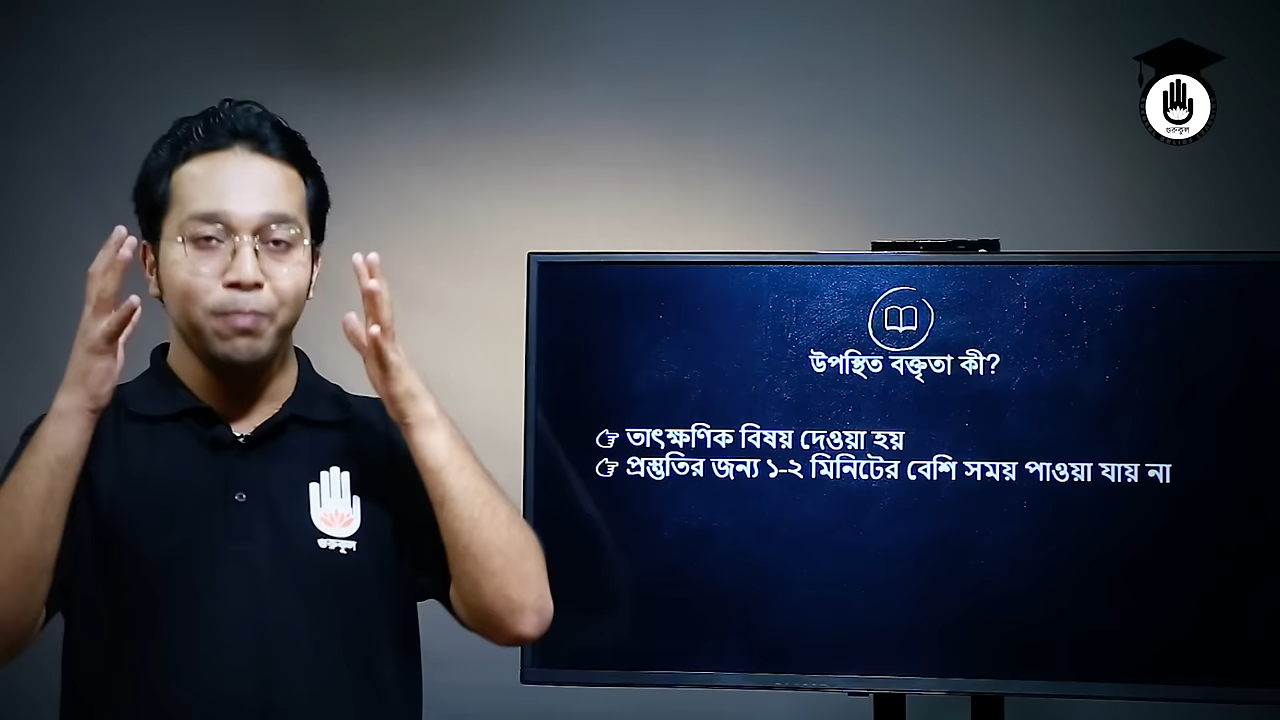 গুরুকুল
উপস্থিত বক্তৃতা কী?
তাৎক্ষণিক বিষয় দেওয়া হয়
প্রস্তুতির জন্য ১-২ মিনিটের বেশি সময় পাওয়া যায় না
গুরুকুল